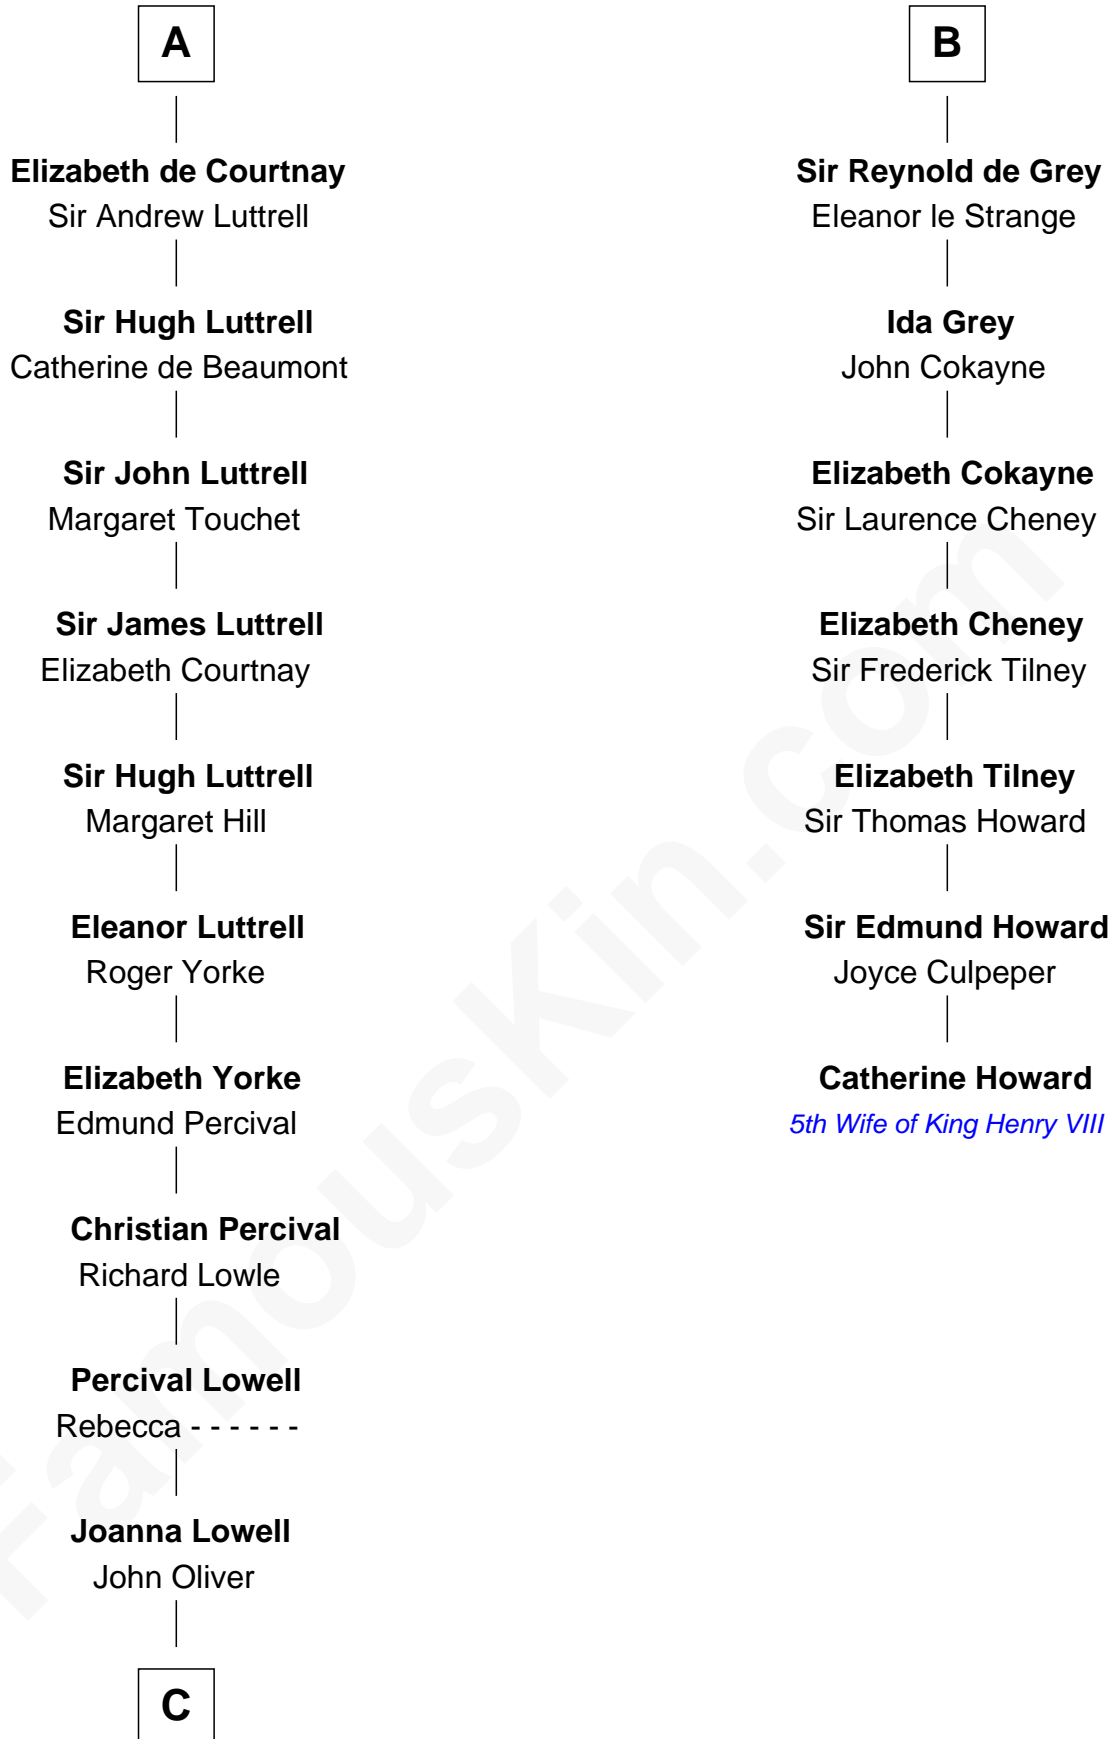 A
Elizabeth de Courtnay
Sir Andrew Luttrell
Sir Hugh Luttrell
Catherine de Beaumont
Sir John Luttrell
Margaret Touchet
Sir James Luttrell
Elizabeth Courtnay
Sir Hugh Luttrell
Margaret Hill
Eleanor Luttrell
Roger Yorke
Elizabeth Yorke
Edmund Percival
Christian Percival
Richard Lowle
Percival Lowell
Rebecca - - - - - -
Joanna Lowell
John Oliver
C
B
Sir Reynold de Grey
Eleanor le Strange
Ida Grey
John Cokayne
Elizabeth Cokayne
Sir Laurence Cheney
Elizabeth Cheney
Sir Frederick Tilney
Elizabeth Tilney
Sir Thomas Howard
Sir Edmund Howard
Joyce Culpeper
Catherine Howard
5th Wife of King Henry VIII
FamousKin.com